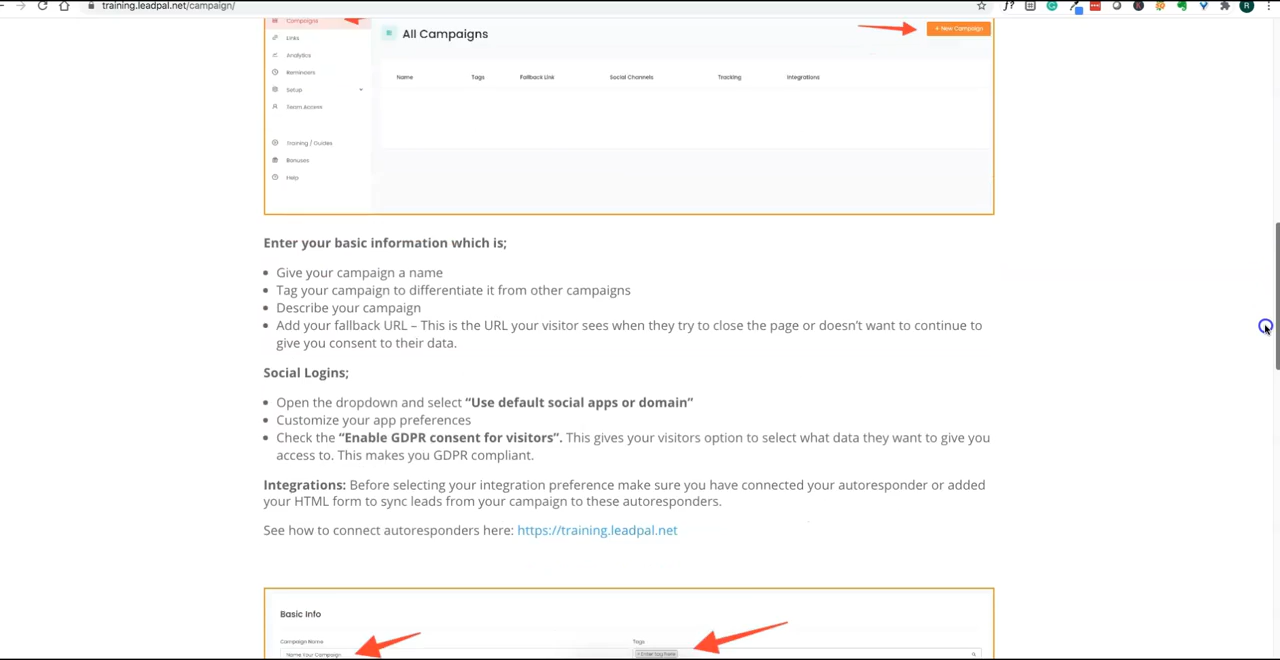 training.leadpal.net/campaign/
Campaigns
All Campaigns
+ New Campaign
Links
Analytics
Name Tags Fallback Link Social Channels Tracking Integrations
Reminders
Setup
Team Access
Training / Guides
Bonuses
Help
Enter your basic information which is;
Give your campaign a name
Tag your campaign to differentiate it from other campaigns
Describe your campaign
Add your fallback URL – This is the URL your visitor sees when they try to close the page or doesn’t want to continue to
give you consent to their data.
Social Logins;
Open the dropdown and select “Use default social apps or domain”
Customize your app preferences
Check the “Enable GDPR consent for visitors”. This gives your visitors option to select what data they want to give you
access to. This makes you GDPR compliant.
Integrations: Before selecting your integration preference make sure you have connected your autoresponder or added
your HTML form to sync leads from your campaign to these autoresponders.
See how to connect autoresponders here: https://training.leadpal.net
Basic Info
Campaign Name Tags
Name Your Campaign + Enter Tag Name